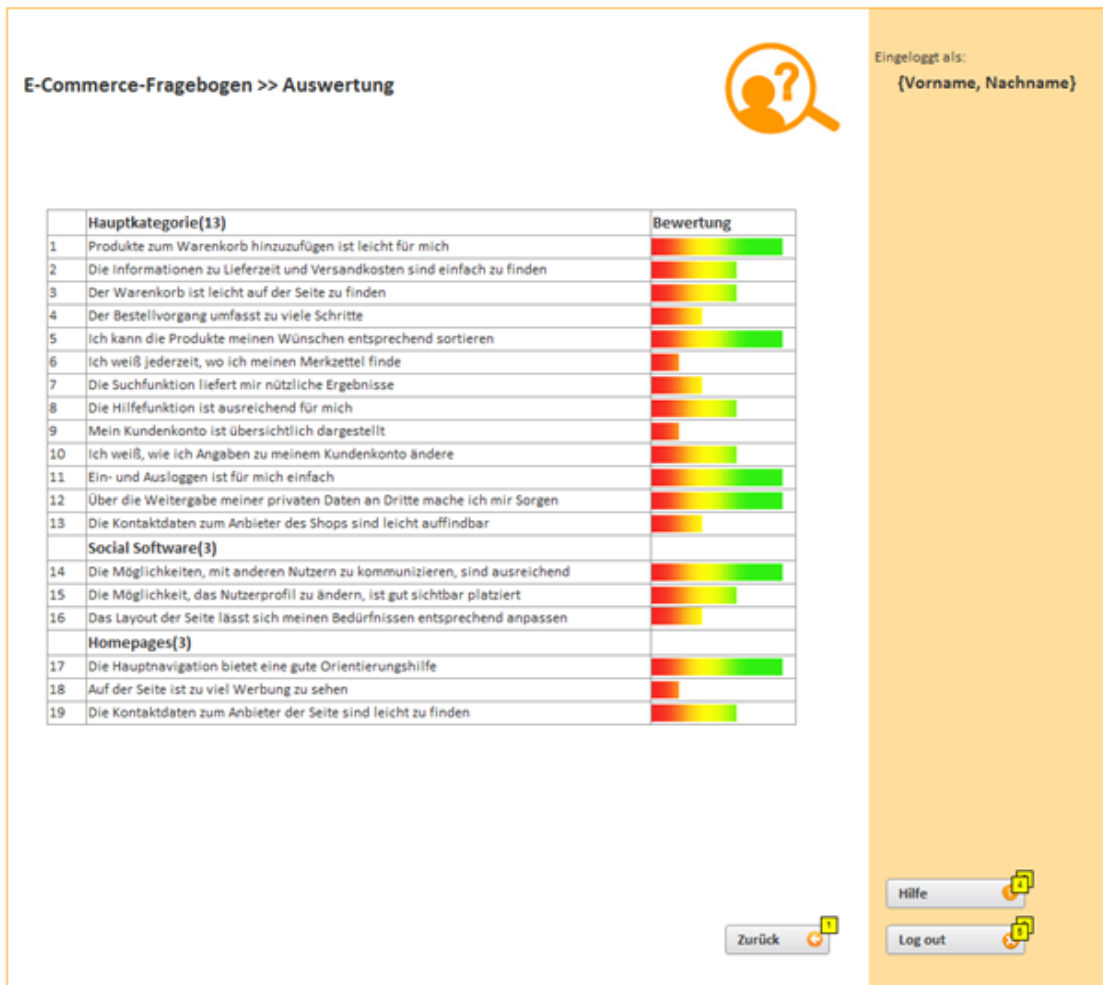 Eingeloggt als:
E-Commerce-Fragebogen >> Auswertung
{Vorname, Nachname}
?
Hauptkategorie(13) Bewertung
1 Produkte zum Warenkorb hinzuzufügen ist leicht für mich
2 Die Informationen zu Lieferzeit und Versandkosten sind einfach zu finden
3 Der Warenkorb ist leicht auf der Seite zu finden
4 Der Bestellvorgang umfasst zu viele Schritte
5 Ich kann die Produkte meinen Wünschen entsprechend sortieren
6 Ich weiß jederzeit, wo ich meinen Merkzettel finde
7 Die Suchfunktion liefert mir nützliche Ergebnisse
8 Die Hilfefunktion ist ausreichend für mich
9 Mein Kundenkonto ist übersichtlich dargestellt
10 Ich weiß, wie ich Angaben zu meinem Kundenkonto ändere
11 Ein- und Ausloggen ist für mich einfach
12 Über die Weitergabe meiner privaten Daten an Dritte mache ich mir Sorgen
13 Die Kontaktdaten zum Anbieter des Shops sind leicht auffindbar
Social Software(3)
14 Die Möglichkeiten, mit anderen Nutzern zu kommunizieren, sind ausreichend
15 Die Möglichkeit, das Nutzerprofil zu ändern, ist gut sichtbar platziert
16 Das Layout der Seite lässt sich meinen Bedürfnissen entsprechend anpassen
Homepages(3)
17 Die Hauptnavigation bietet eine gute Orientierungshilfe
18 Auf der Seite ist zu viel Werbung zu sehen
19 Die Kontaktdaten zum Anbieter der Seite sind leicht zu finden
Hilfe 4
Zurück 1
Log out 5